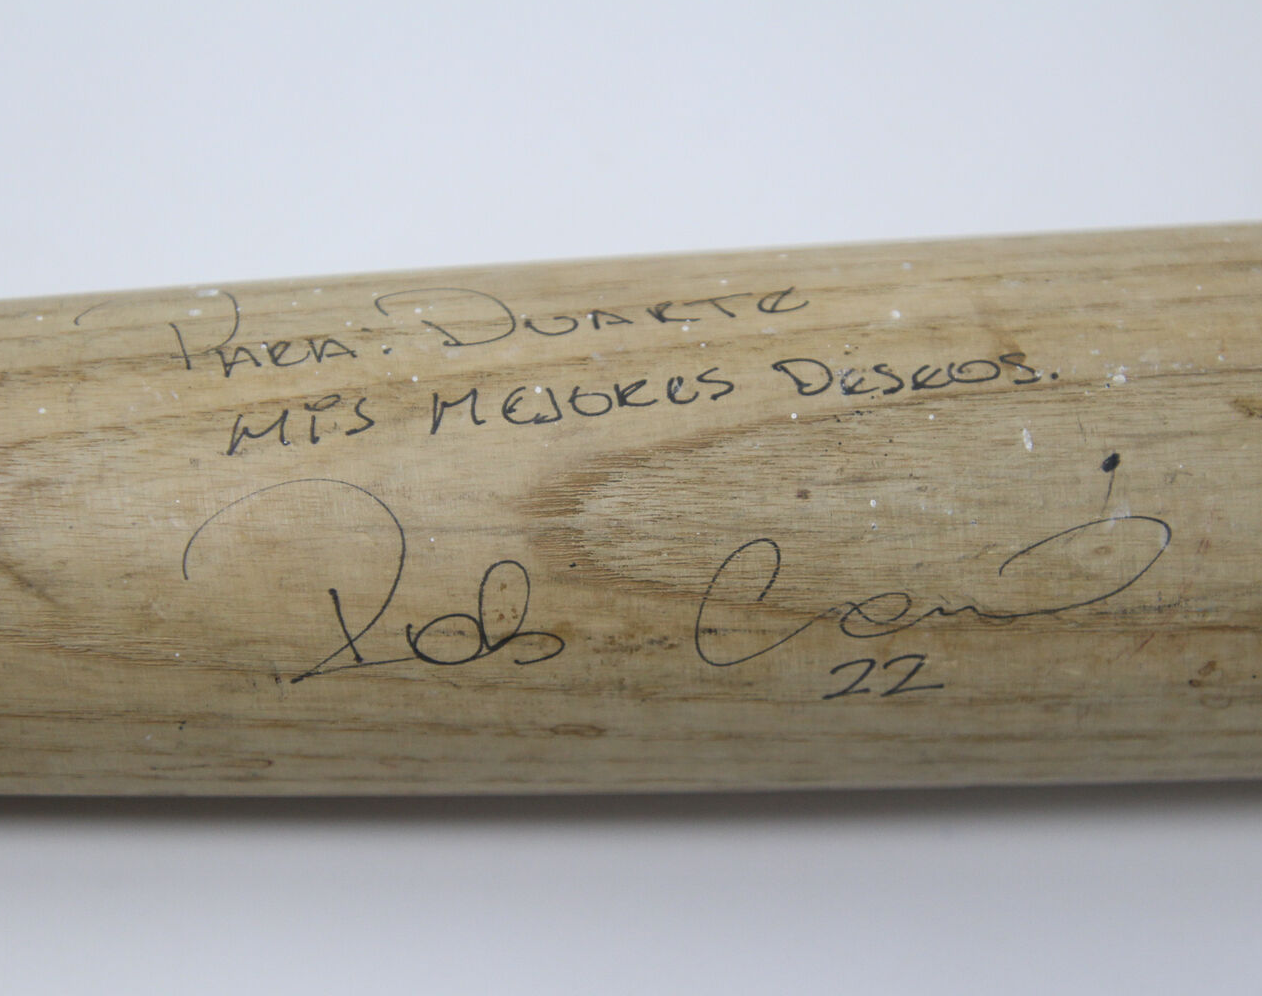 PARA. DUARTE
MIS MEJORES DESEOS.
22